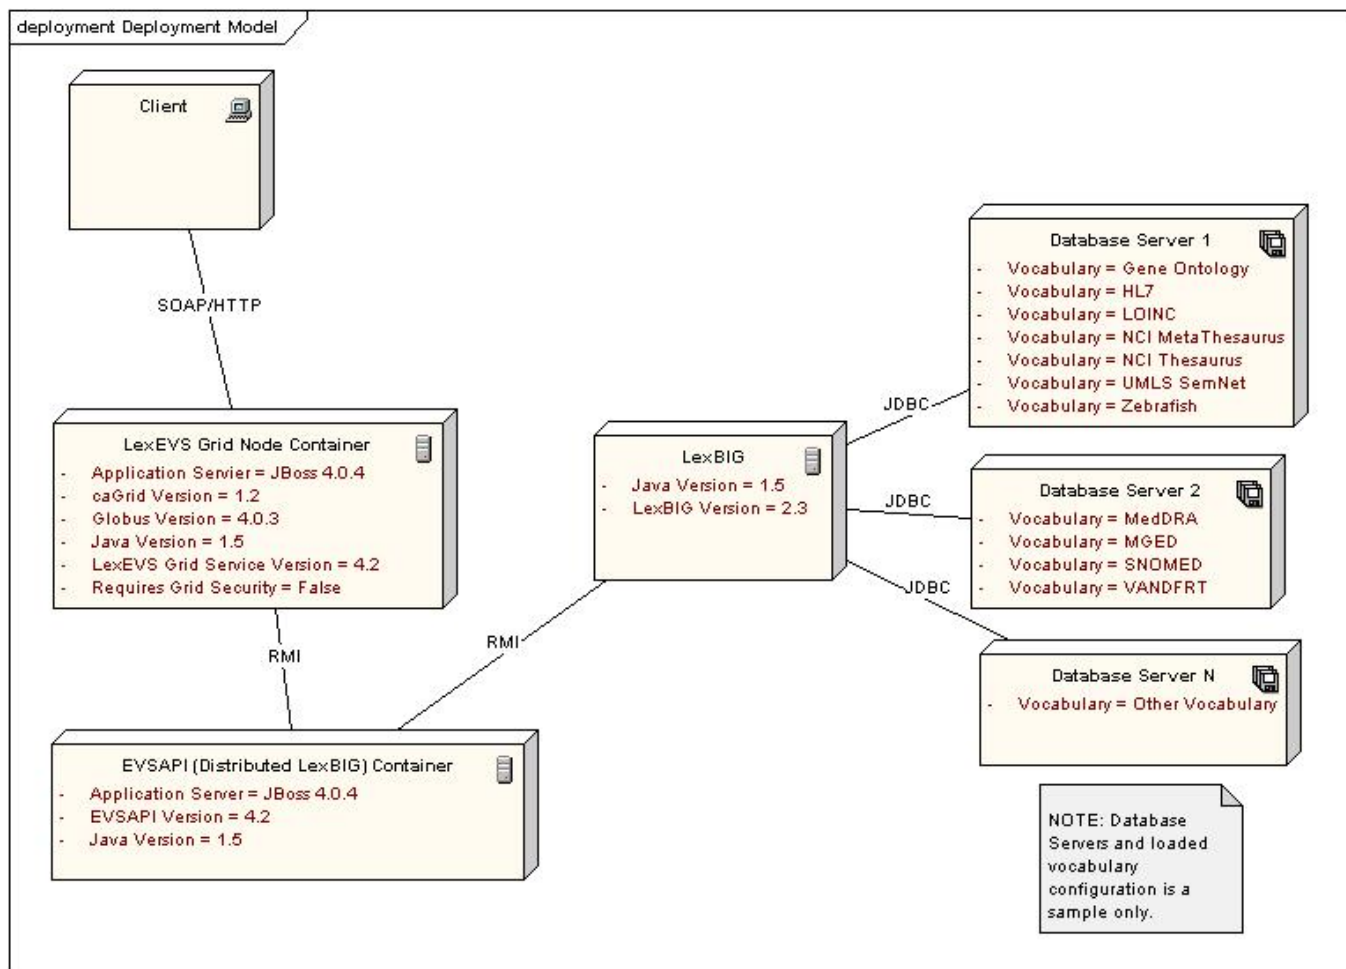 deployment Deployment Model
Client
SOAP/HTTP
LexEVS Grid Node Container
- Application Servier = JBoss 4.0.4
- caGrid Version = 1.2
- Globus Version = 4.0.3
- Java Version = 1.5
- LexEVS Grid Service Version = 4.2
- Requires Grid Security = False
RMI
EVSAPI (Distributed LexBIG) Container
- Application Server = JBoss 4.0.4
- EVSAPI Version = 4.2
- Java Version = 1.5
RMI
LexBIG
- Java Version = 1.5
- LexBIG Version = 2.3
JDBC
JDBC
JDBC
Database Server 1
- Vocabulary = Gene Ontology
- Vocabulary = HL7
- Vocabulary = LOINC
- Vocabulary = NCI MetaThesaurus
- Vocabulary = NCI Thesaurus
- Vocabulary = UMLS SemNet
- Vocabulary = Zebrafish
Database Server 2
- Vocabulary = MedDRA
- Vocabulary = MGED
- Vocabulary = SNOMED
- Vocabulary = VANDFRT
Database Server N
- Vocabulary = Other Vocabulary
NOTE: Database
Servers and loaded
vocabulary
configuration is a
sample only.